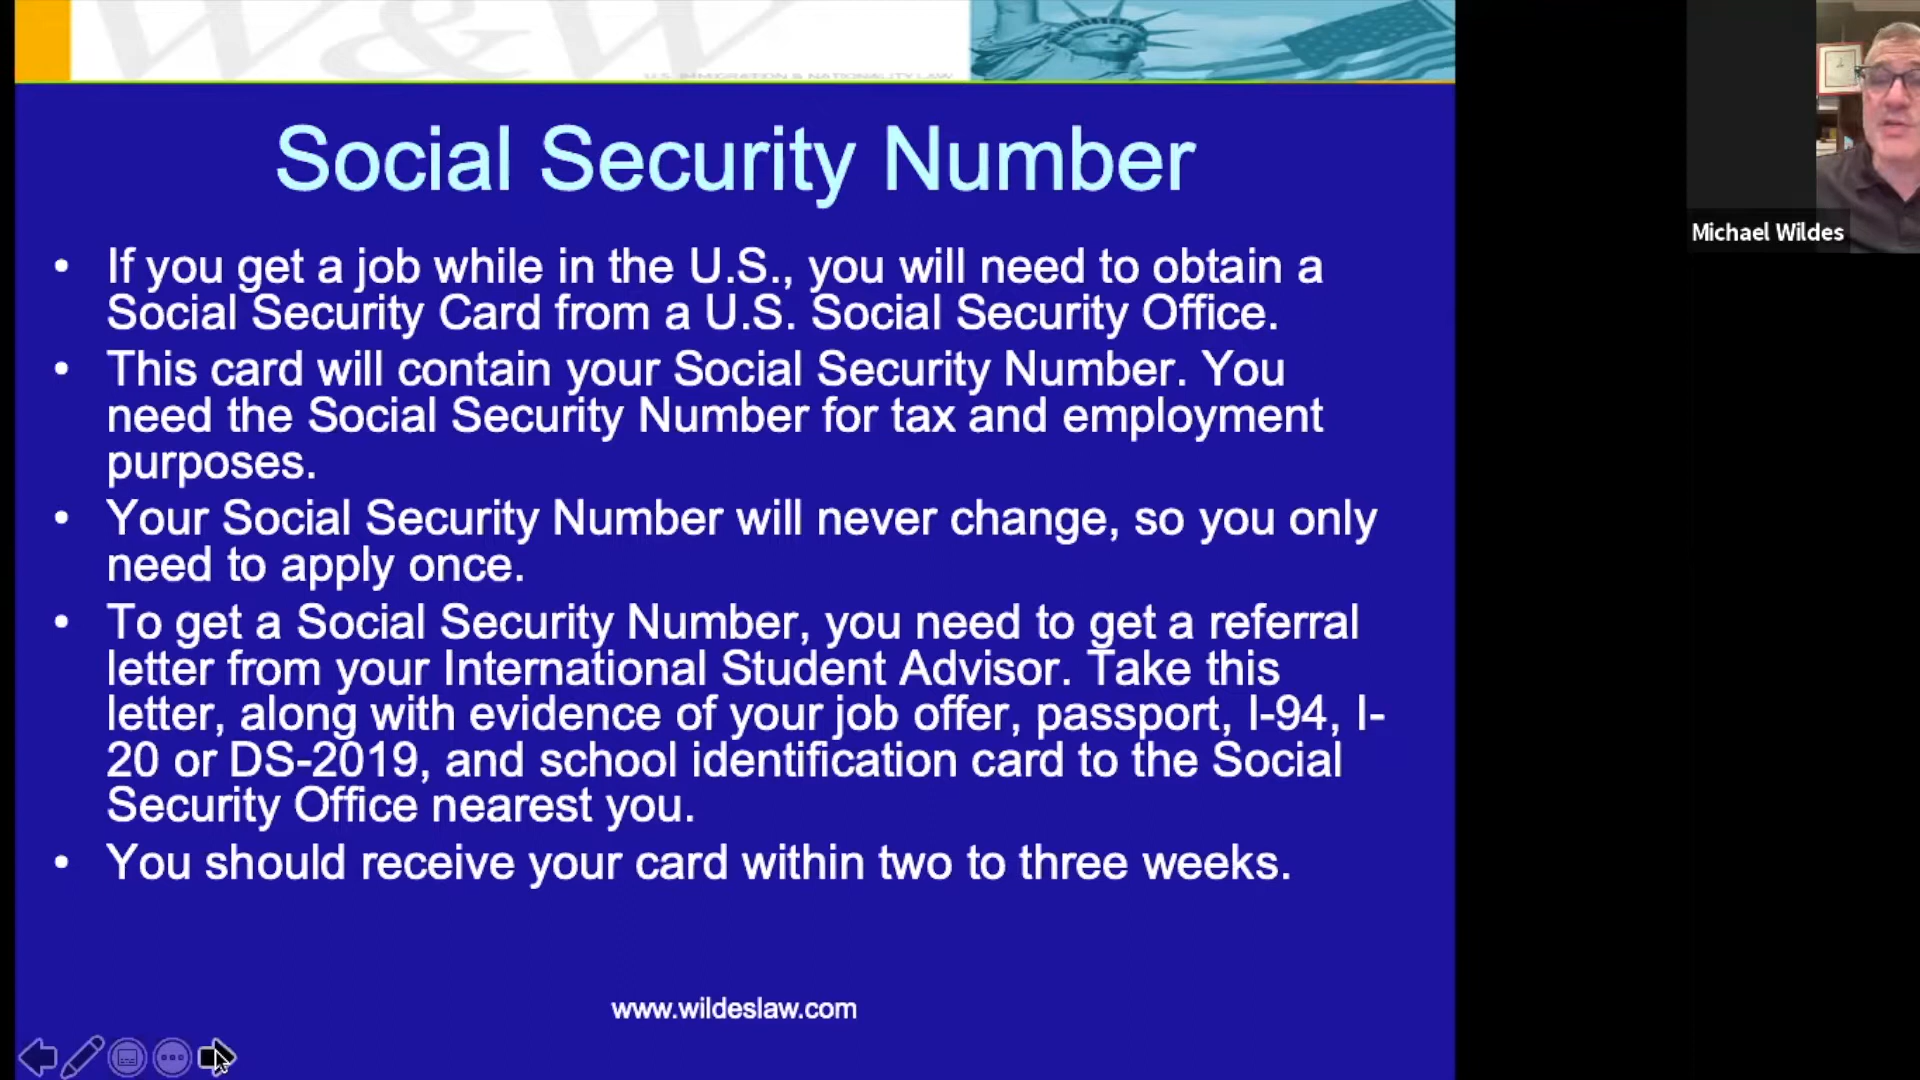 W&W
U.S. IMMIGRATION & NATIONALITY LAW
Social Security Number
• If you get a job while in the U.S., you will need to obtain a
Social Security Card from a U.S. Social Security Office.
• This card will contain your Social Security Number. You
need the Social Security Number for tax and employment
purposes.
• Your Social Security Number will never change, so you only
need to apply once.
• To get a Social Security Number, you need to get a referral
letter from your International Student Advisor. Take this
letter, along with evidence of your job offer, passport, I-94, I-
20 or DS-2019, and school identification card to the Social
Security Office nearest you.
• You should receive your card within two to three weeks.
www.wildeslaw.com
Michael Wildes